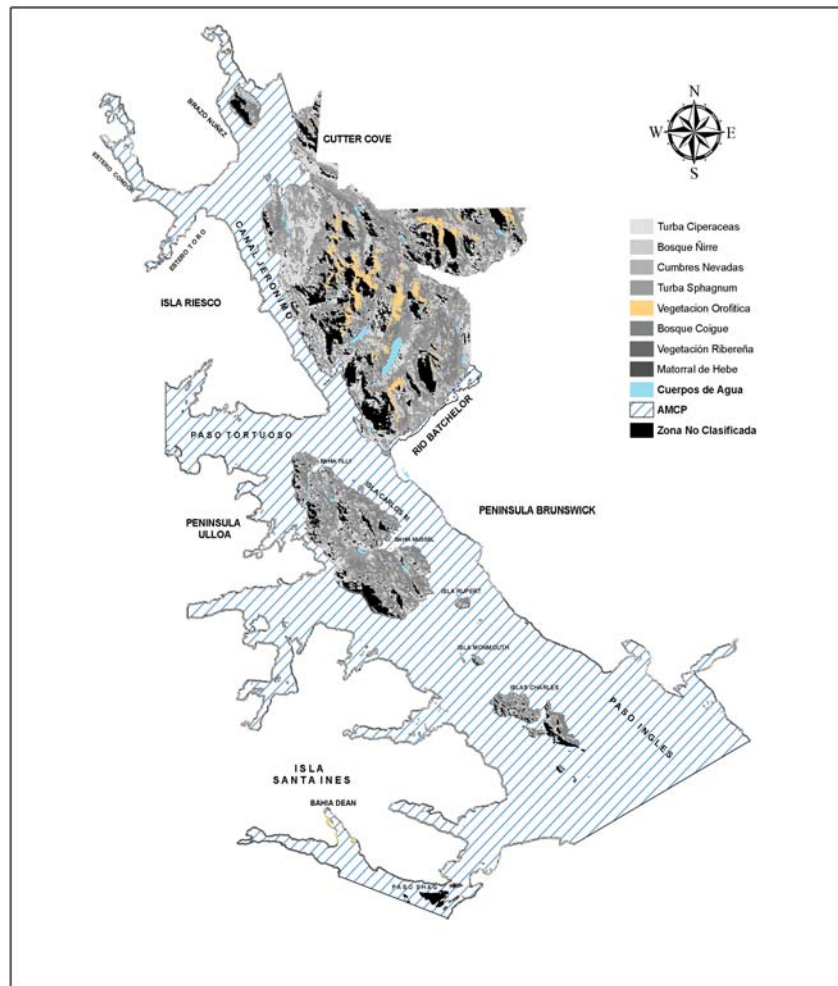 N
W E
S
BRAZO NUÑEZ
CUTTER COVE
ESTERO CONDOR
ESTERO TORO
CANAL JERONIMO
ISLA RIESCO
Turba Ciperaceas
Bosque Ñirre
Cumbres Nevadas
Turba Sphagnum
Vegetacion Orofitica
Bosque Coigue
Vegetación Ribereña
Matorral de Hebe
Cuerpos de Agua
AMCP
Zona No Clasificada
PASO TORTUOSO
RIO BATCHELOR
BAHIA TILLY
ISLA CARLOS III
PENINSULA BRUNSWICK
PENINSULA
ULLOA
BAHIA MUSSEL
ISLA RUPERT
ISLA MONMOUTH
ISLAS CHARLES
PASO INGLES
ISLA
SANTA INES
BAHIA DEAN
PASO SHAG